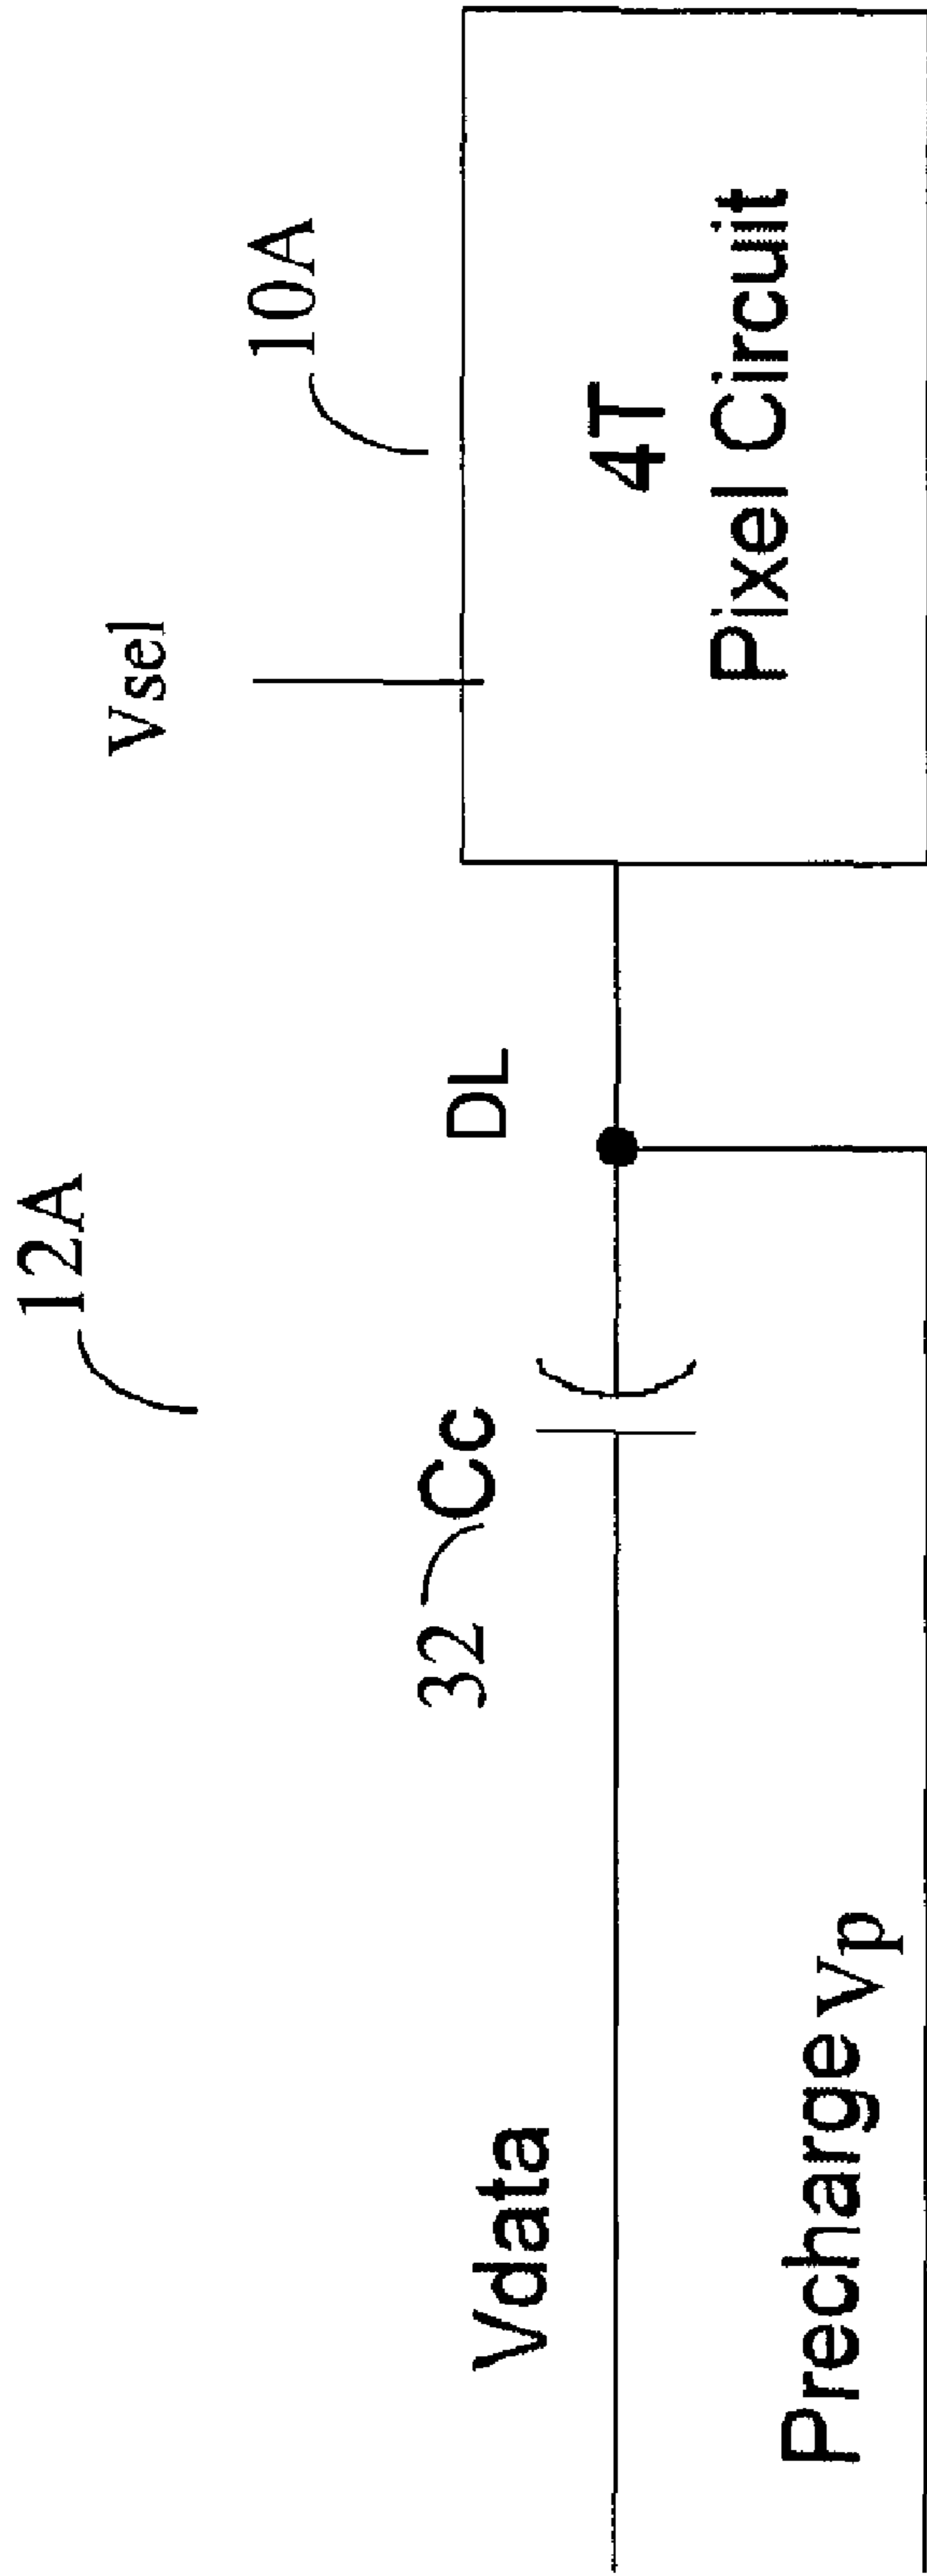 12A
10A
Vsel
32
Cc
DL
4T
Pixel Circuit
Vdata
Precharge Vp